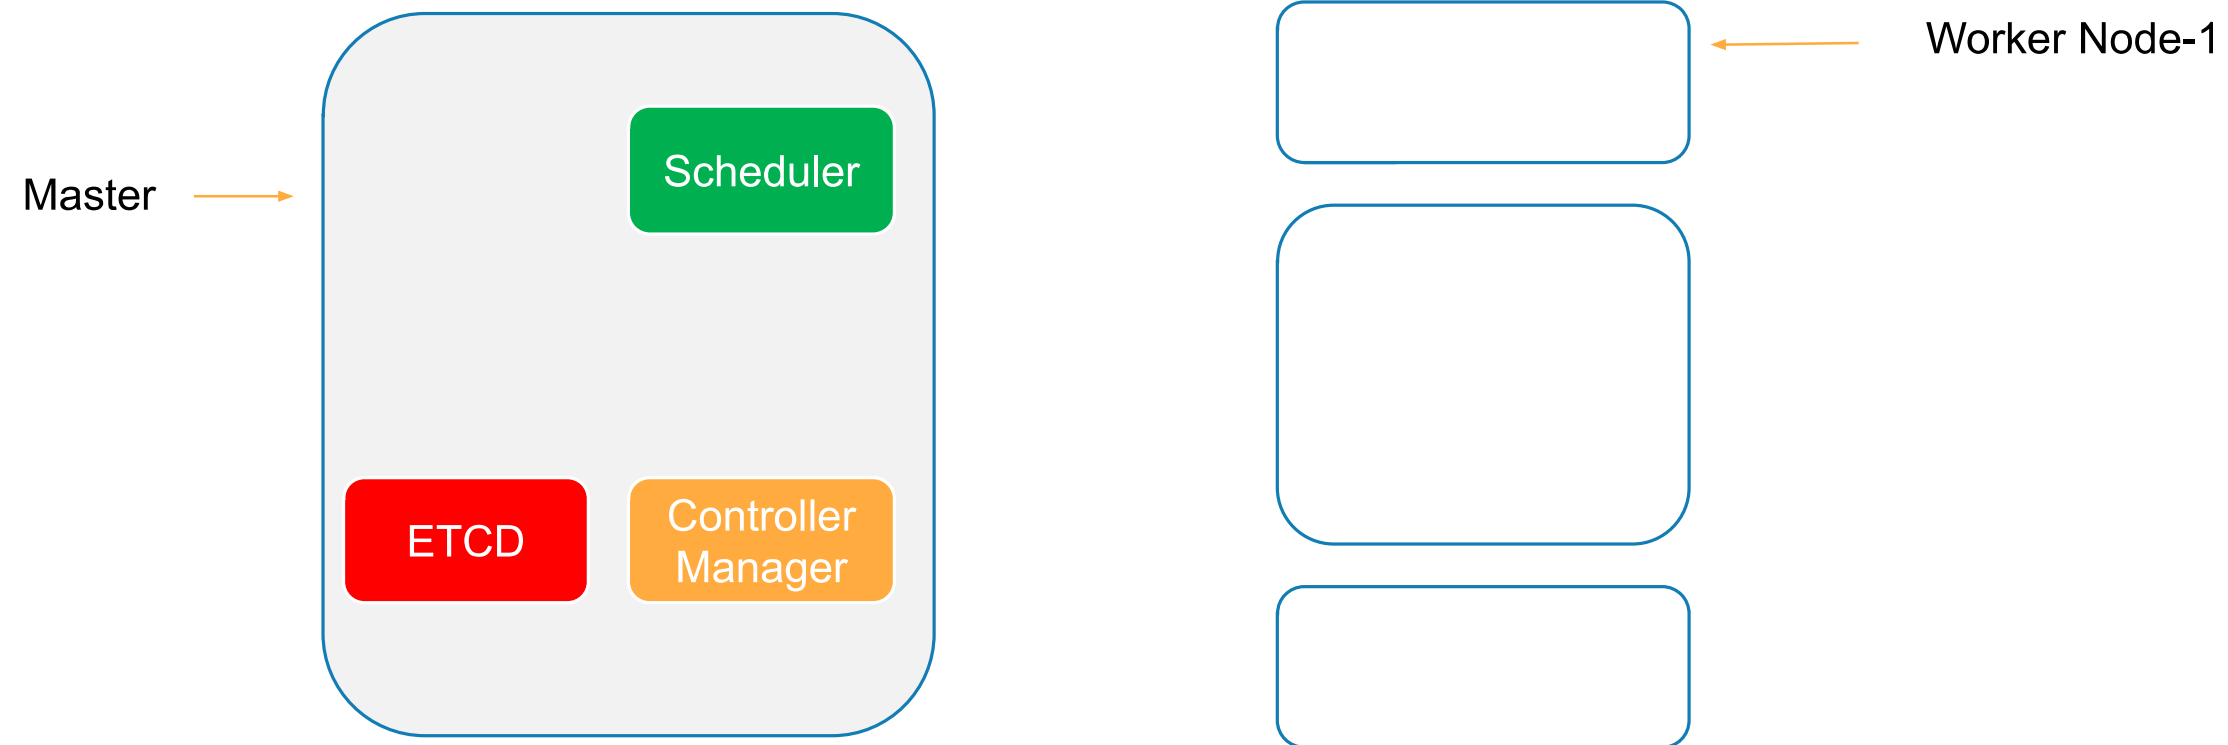 Worker Node-1
Scheduler
Master
ETCD
Controller
Manager